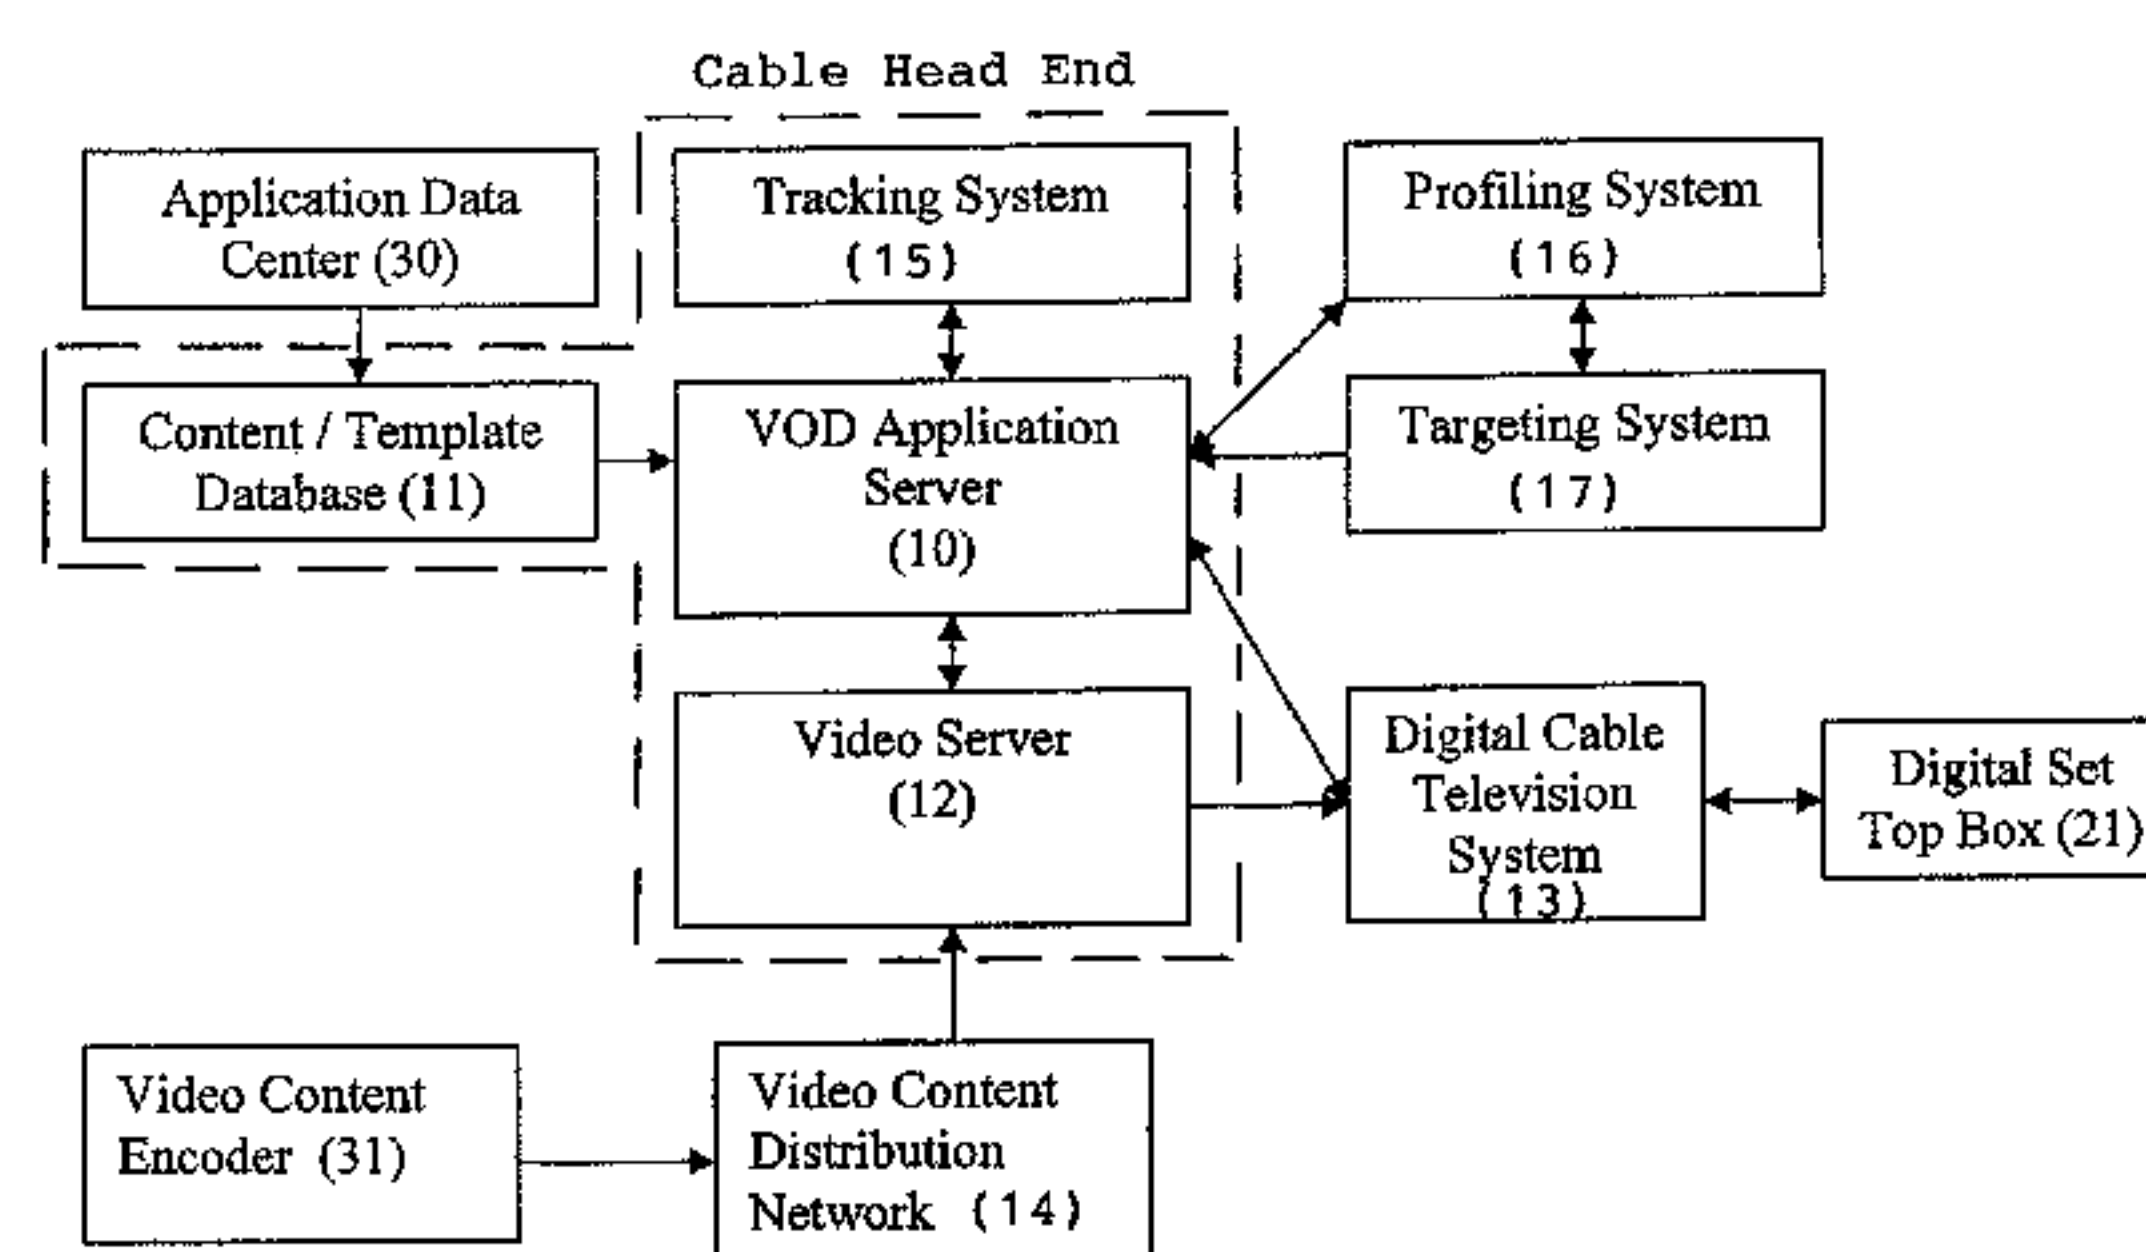 Cable Head End
Application Data
Center (30)
Tracking System
(15)
Profiling System
(16)
Content / Template
Database (11)
VOD Application
Server
(10)
Targeting System
(17)
Video Server
(12)
Digital Cable
Television
System
(13)
Digital Set
Top Box (21)
Video Content
Encoder (31)
Video Content
Distribution
Network (14)